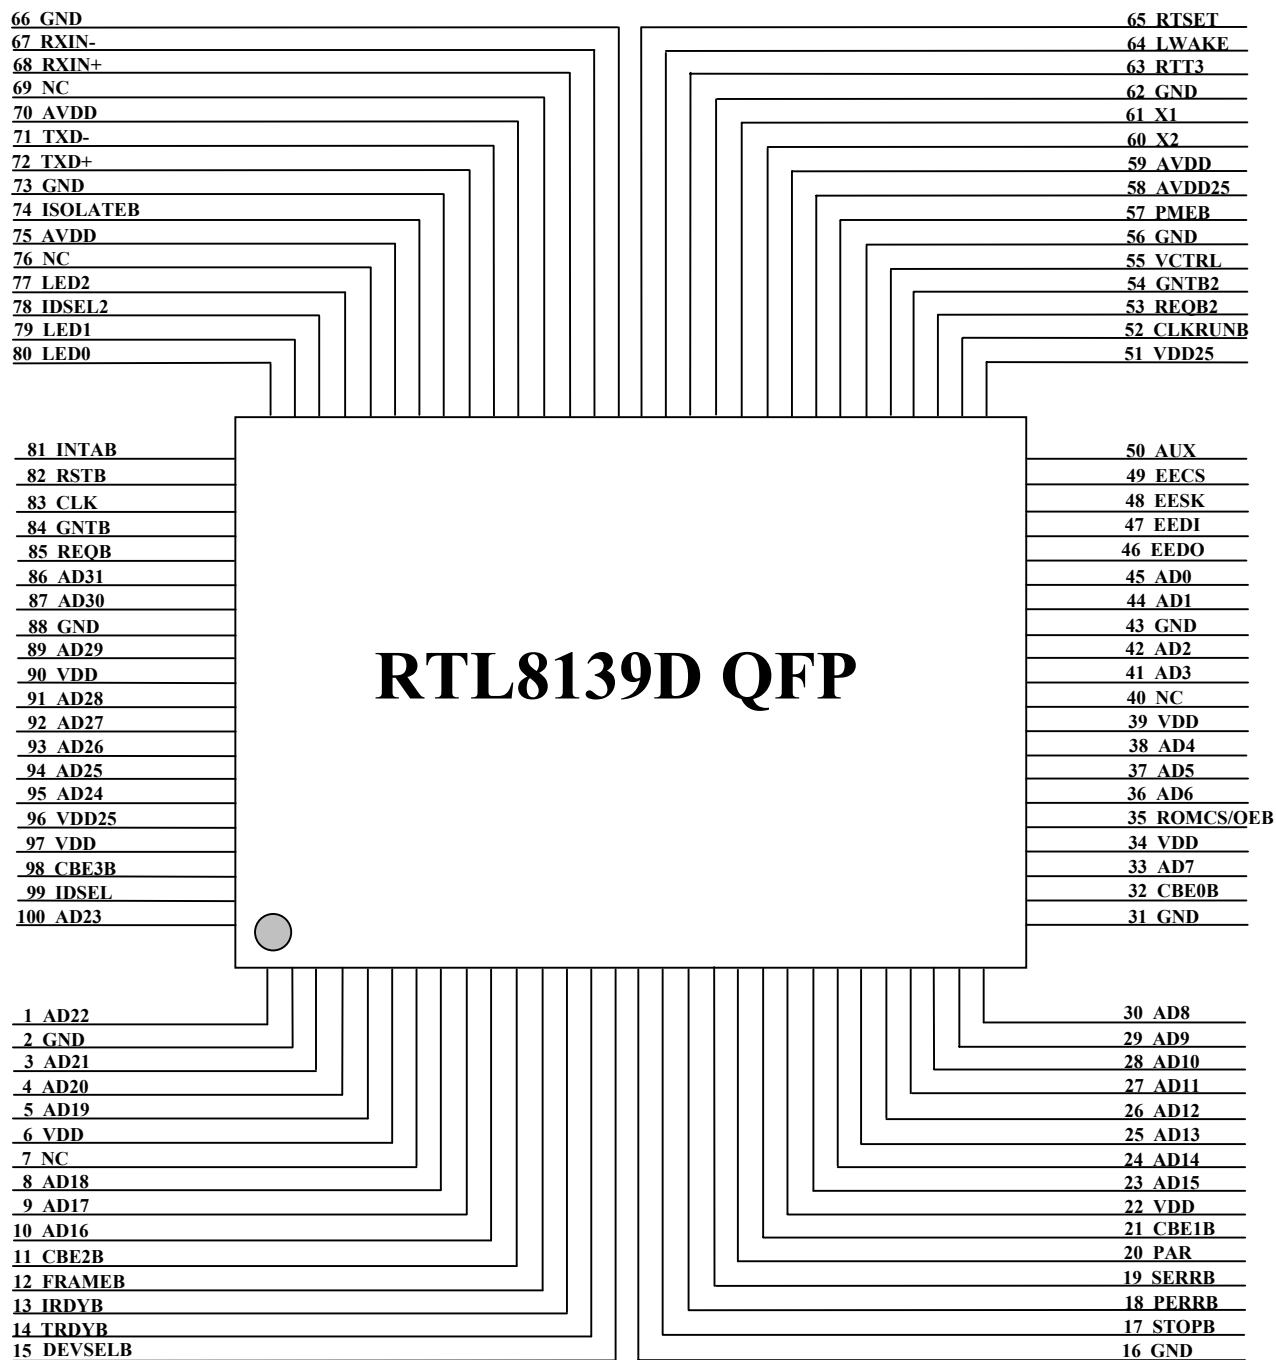 66 GND
67 RXIN-
68 RXIN+
69 NC
70 AVDD
71 TXD-
72 TXD+
73 GND
74 ISOLATEB
75 AVDD
76 NC
77 LED2
78 IDSEL2
79 LED1
80 LED0
65 RTSET
64 LWAKE
63 RTT3
62 GND
61 X1
60 X2
59 AVDD
58 AVDD25
57 PMEB
56 GND
55 VCTRL
54 GNTB2
53 REQB2
52 CLKRUNB
51 VDD25
81 INTAB
82 RSTB
83 CLK
84 GNTB
85 REQB
86 AD31
87 AD30
88 GND
89 AD29
90 VDD
91 AD28
92 AD27
93 AD26
94 AD25
95 AD24
96 VDD25
97 VDD
98 CBE3B
99 IDSEL
100 AD23
RTL8139D QFP
50 AUX
49 EECS
48 EESK
47 EEDI
46 EEDO
45 AD0
44 AD1
43 GND
42 AD2
41 AD3
40 NC
39 VDD
38 AD4
37 AD5
36 AD6
35 ROMCS/OEB
34 VDD
33 AD7
32 CBE0B
31 GND
1 AD22
2 GND
3 AD21
4 AD20
5 AD19
6 VDD
7 NC
8 AD18
9 AD17
10 AD16
11 CBE2B
12 FRAMEB
13 IRDYB
14 TRDYB
15 DEVSELB
30 AD8
29 AD9
28 AD10
27 AD11
26 AD12
25 AD13
24 AD14
23 AD15
22 VDD
21 CBE1B
20 PAR
19 SERRB
18 PERRB
17 STOPB
16 GND